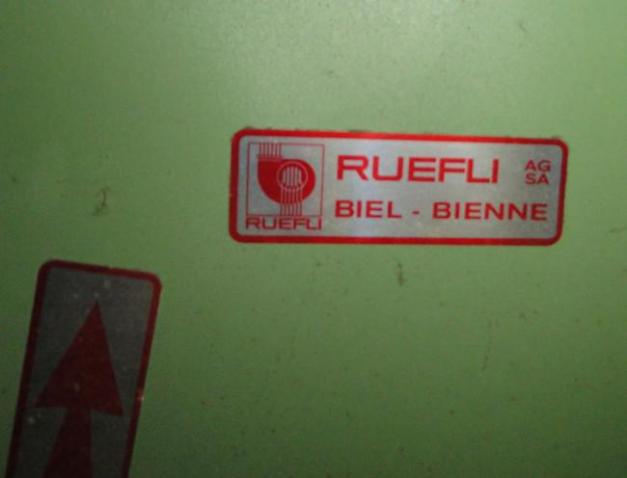 RUEFLI AG
SA
BIEL - BIENNE
RUEFLI